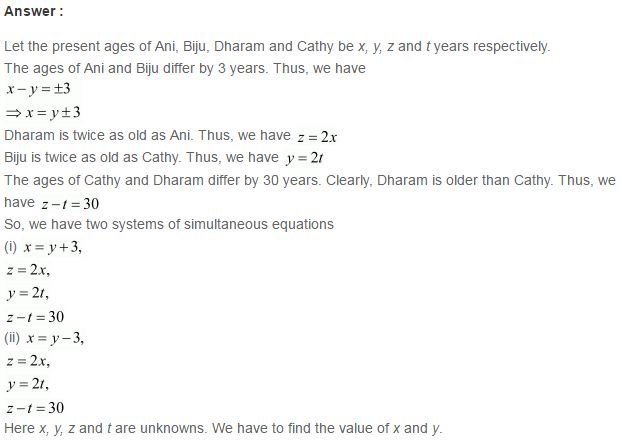 Answer :
Let the present ages of Ani, Biju, Dharam and Cathy be x, y, z and t years respectively.
The ages of Ani and Biju differ by 3 years. Thus, we have
x − y = ±3
⇒ x = y ± 3
Dharam is twice as old as Ani. Thus, we have z = 2x
Biju is twice as old as Cathy. Thus, we have y = 2t
The ages of Cathy and Dharam differ by 30 years. Clearly, Dharam is older than Cathy. Thus, we
have z − t = 30
So, we have two systems of simultaneous equations
(i) x = y + 3,
z = 2x,
y = 2t,
z − t = 30
(ii) x = y − 3,
z = 2x,
y = 2t,
z − t = 30
Here x, y, z and t are unknowns. We have to find the value of x and y.